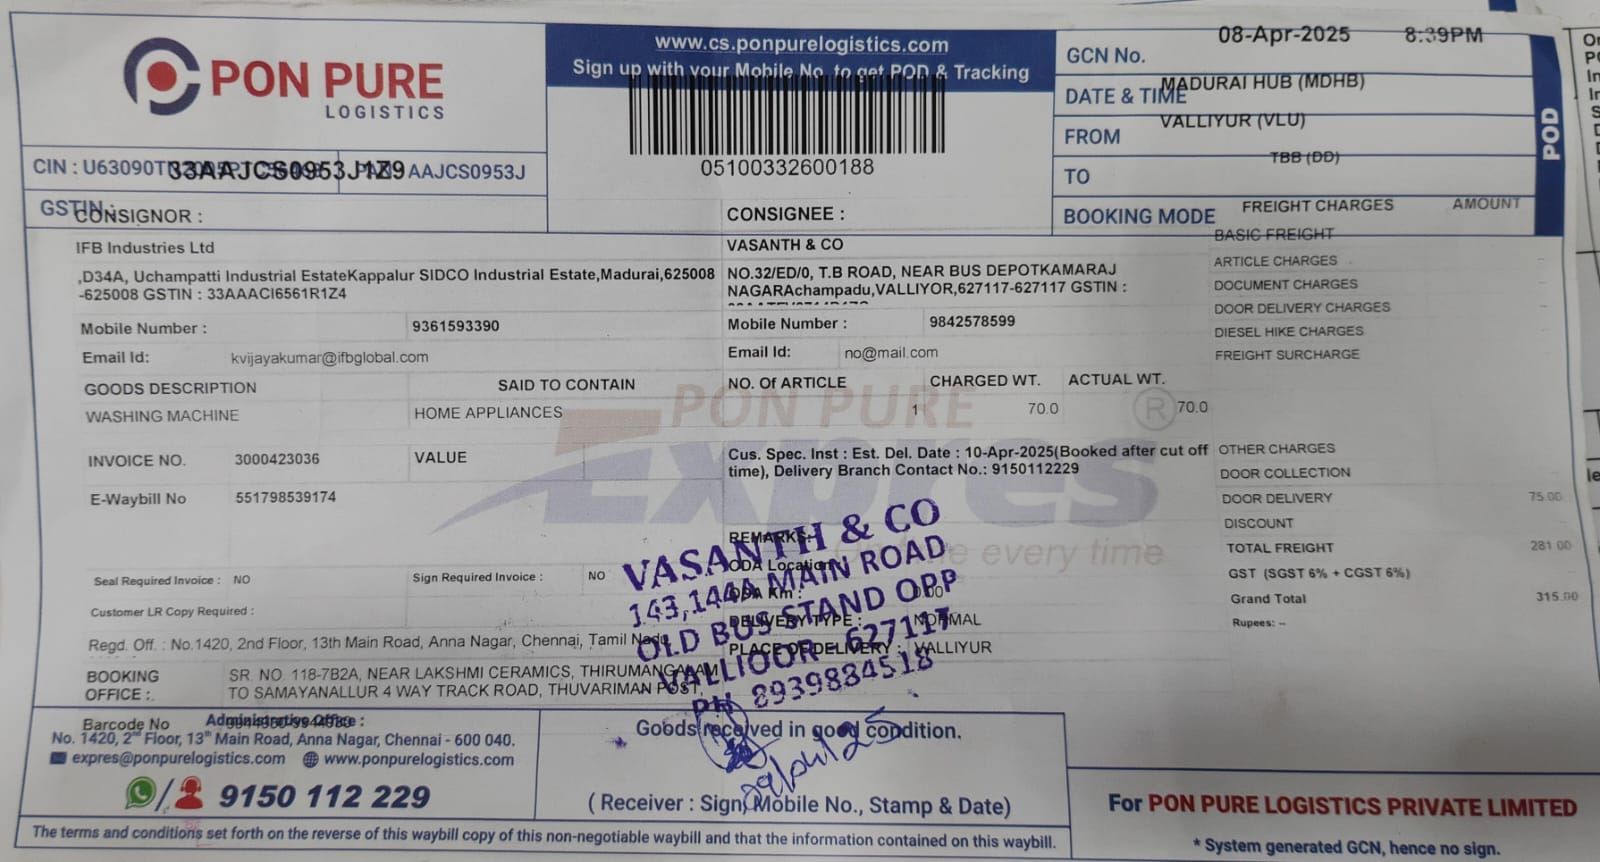 PON PURE
LOGISTICS
www.cs.ponpurelogistics.com
Sign up with your Mobile No. to get POD & Tracking
05100332600188
GCN No.
08-Apr-2025 8:39PM
DATE & TIME
MADURAI HUB (MDHB)
FROM
VALLIYUR (VLU)
TO
TBB (DD)
BOOKING MODE
POD
CIN : 33AAJCS0953J1Z9 AAJCS0953J
GSTIN :
CONSIGNOR :
IFB Industries Ltd
,D34A, Uchampatti Industrial EstateKappalur SIDCO Industrial Estate,Madurai,625008
-625008 GSTIN : 33AAACI6561R1Z4
Mobile Number : 9361593390
Email Id: kvijayakumar@ifbglobal.com
CONSIGNEE :
VASANTH & CO
NO.32/ED/0, T.B ROAD, NEAR BUS DEPOTKAMARAJ
NAGARAchampadu,VALLIYOR,627117-627117 GSTIN :
Mobile Number : 9842578599
Email Id: no@mail.com
FREIGHT CHARGES AMOUNT
BASIC FREIGHT
ARTICLE CHARGES
DOCUMENT CHARGES
DOOR DELIVERY CHARGES
DIESEL HIKE CHARGES
FREIGHT SURCHARGE
GOODS DESCRIPTION SAID TO CONTAIN NO. Of ARTICLE CHARGED WT. ACTUAL WT.
WASHING MACHINE HOME APPLIANCES 1 70.0 70.0
PON PURE ®
Expres
On time every time
INVOICE NO. 3000423036 VALUE
E-Waybill No 551798539174
Cus. Spec. Inst : Est. Del. Date : 10-Apr-2025(Booked after cut off
time), Delivery Branch Contact No.: 9150112229
OTHER CHARGES
DOOR COLLECTION
DOOR DELIVERY 75.00
DISCOUNT
TOTAL FREIGHT 281.00
GST (SGST 6% + CGST 6%)
Grand Total 315.00
Rupees: --
REMARKS:
ODA Location
ODA Km : 0.00
DELIVERY TYPE : NORMAL
PLACE OF DELIVERY : VALLIYUR
VASANTH & CO
143,144A MAIN ROAD
OLD BUS STAND OPP
VALLIOOR 627117
PH 8939884518
Seal Required Invoice : NO Sign Required Invoice : NO
Customer LR Copy Required :
Regd. Off. : No.1420, 2nd Floor, 13th Main Road, Anna Nagar, Chennai, Tamil Nadu
BOOKING
OFFICE :.
SR. NO. 118-7B2A, NEAR LAKSHMI CERAMICS, THIRUMANGALAM
TO SAMAYANALLUR 4 WAY TRACK ROAD, THUVARIMAN POST,
Barcode No
Administrative Office :
No. 1420, 2nd Floor, 13th Main Road, Anna Nagar, Chennai - 600 040.
expres@ponpurelogistics.com www.ponpurelogistics.com
9150 112 229
Goods received in good condition.
09/04/25
( Receiver : Sign, Mobile No., Stamp & Date)
For PON PURE LOGISTICS PRIVATE LIMITED
* System generated GCN, hence no sign.
The terms and conditions set forth on the reverse of this waybill copy of this non-negotiable waybill and that the information contained on this waybill.